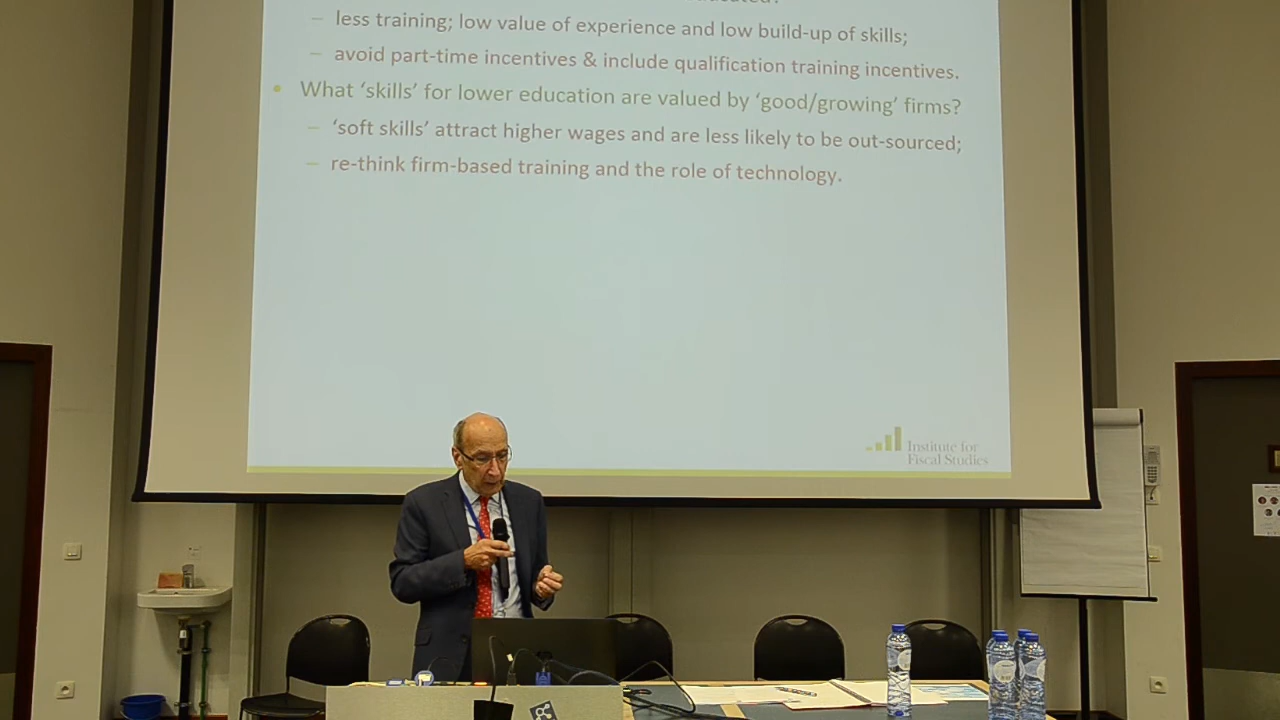 – less training; low value of experience and low build-up of skills;
– avoid part-time incentives & include qualification training incentives.
• What ‘skills’ for lower education are valued by ‘good/growing’ firms?
– ‘soft skills’ attract higher wages and are less likely to be out-sourced;
– re-think firm-based training and the role of technology.
Institute for
Fiscal Studies